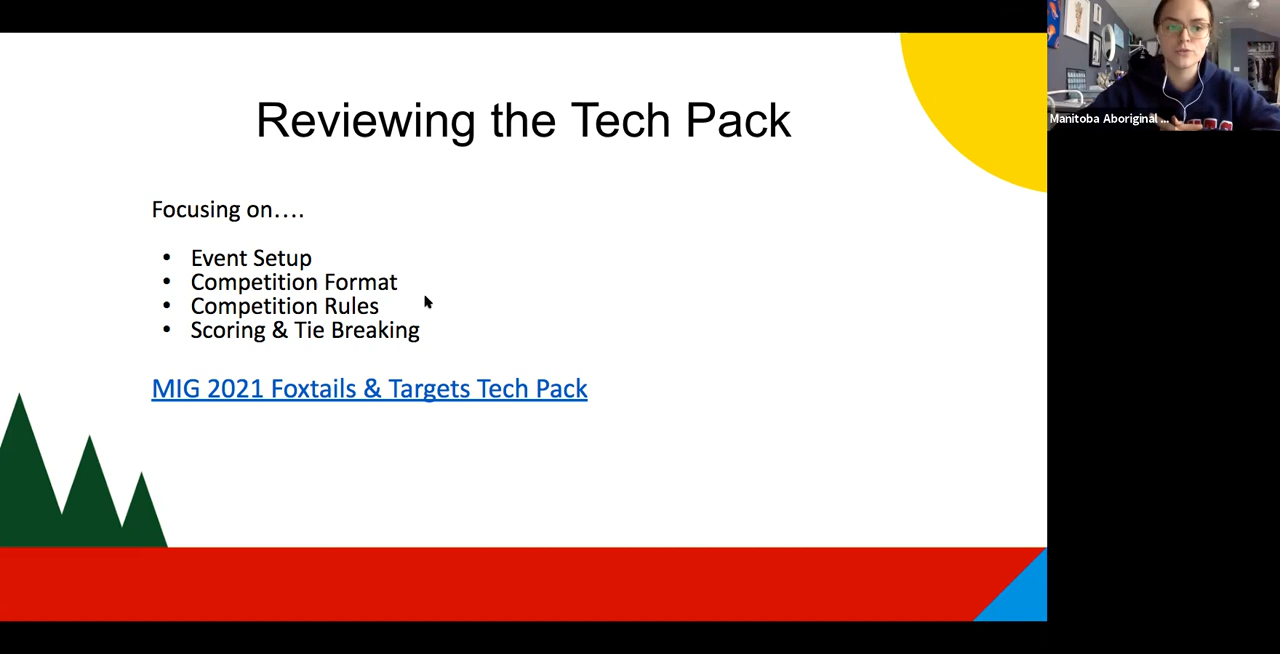 Reviewing the Tech Pack
Manitoba Aboriginal ...
Focusing on....
• Event Setup
• Competition Format
• Competition Rules
• Scoring & Tie Breaking
MIG 2021 Foxtails & Targets Tech Pack